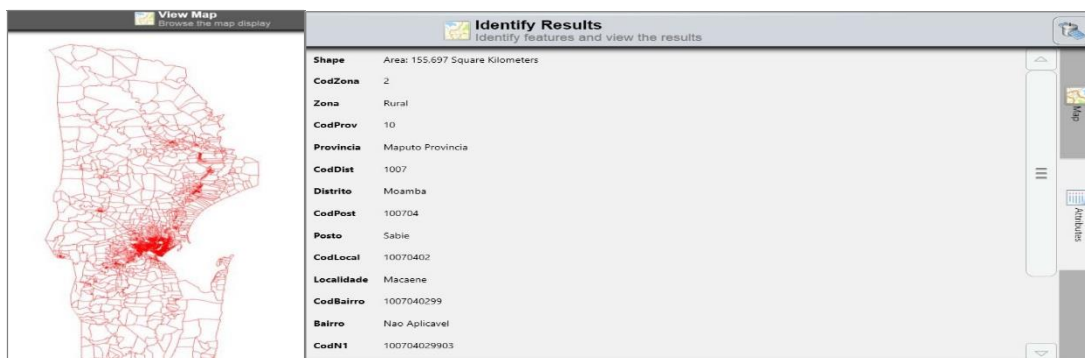 View Map
Browse the map display
Identify Results
Identify features and view the results
Shape Area: 155.697 Square Kilometers
CodZona 2
Zona Rural
CodProv 10
Provincia Maputo Provincia
CodDist 1007
Distrito Moamba
CodPost 100704
Posto Sabie
CodLocal 10070402
Localidade Macaene
CodBairro 1007040299
Bairro Nao Aplicavel
CodN1 100704029903
Map
Attributes